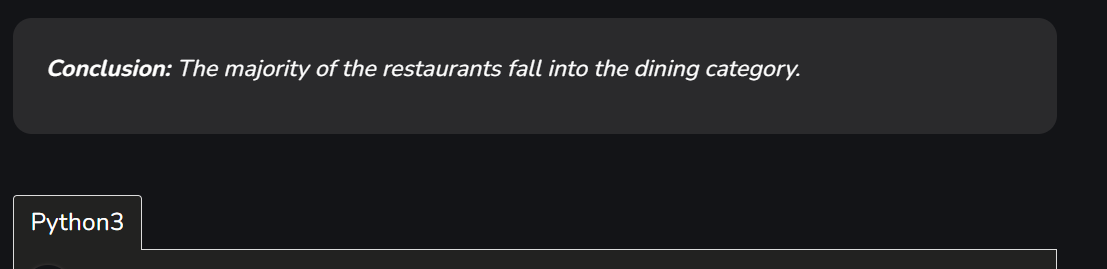 Conclusion: The majority of the restaurants fall into the dining category.
Python3